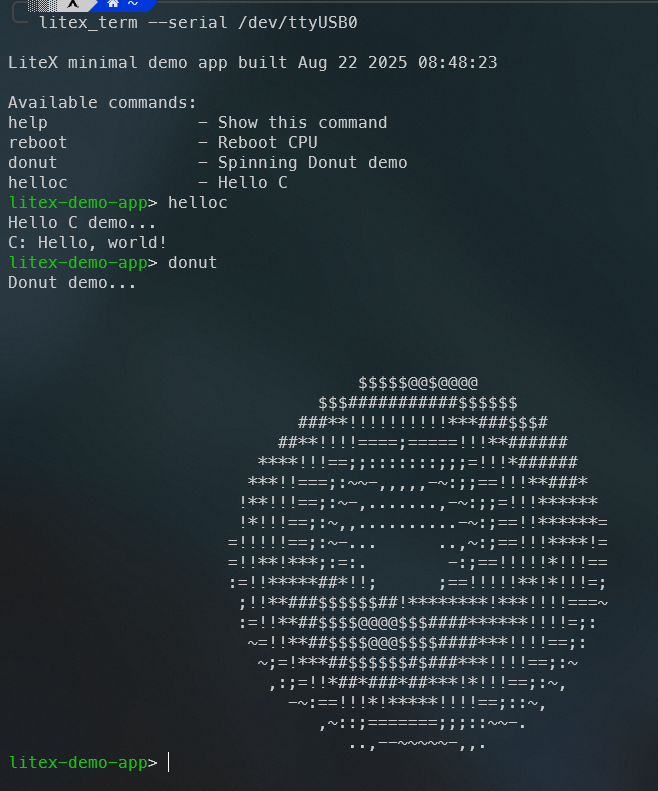 litex_term --serial /dev/ttyUSB0
LiteX minimal demo app built Aug 22 2025 08:48:23
Available commands:
help                - Show this command
reboot              - Reboot CPU
donut               - Spinning Donut demo
helloc              - Hello C
litex-demo-app> helloc
Hello C demo...
C: Hello, world!
litex-demo-app> donut
Donut demo...
                                   $$$$$@@$@@@@
                               $$$###########$$$$$$
                             ###**!!!!!!!!!!***###$$$#
                           ##**!!!!====;=====!!!**######
                         ****!!!==;;:::::::;;;=!!!*######
                        ***!!===;:~~-,,,,,-~:;;==!!!**###*
                       !**!!!==;:~-,.......,-~:;;=!!!******
                       !*!!!==;:~,,..........-~:;==!!******=
                      =!!!!!==;:~-...      ..,~:;==!!!****!=
                      =!!**!***;:=:.        -:;==!!!!!*!!!==
                      :=!!*****##*!!;      ;==!!!!!**!*!!!=;
                       ;!!**###$$$$$$##!********!***!!!!===~
                       :=!!**##$$$$@@@@$$$####******!!!!=;:
                        ~=!!**##$$$$@@@$$$$####***!!!!==;:
                         ~;=!***##$$$$$$#$###***!!!!==;:~
                          ,:;=!!*##*###*##***!*!!!==;:~,
                            -~:==!!!*!*****!!!!==;::~,
                               ,~::;=======;;;::~~-.
                                  ..,--~~~~~-,,.
litex-demo-app>